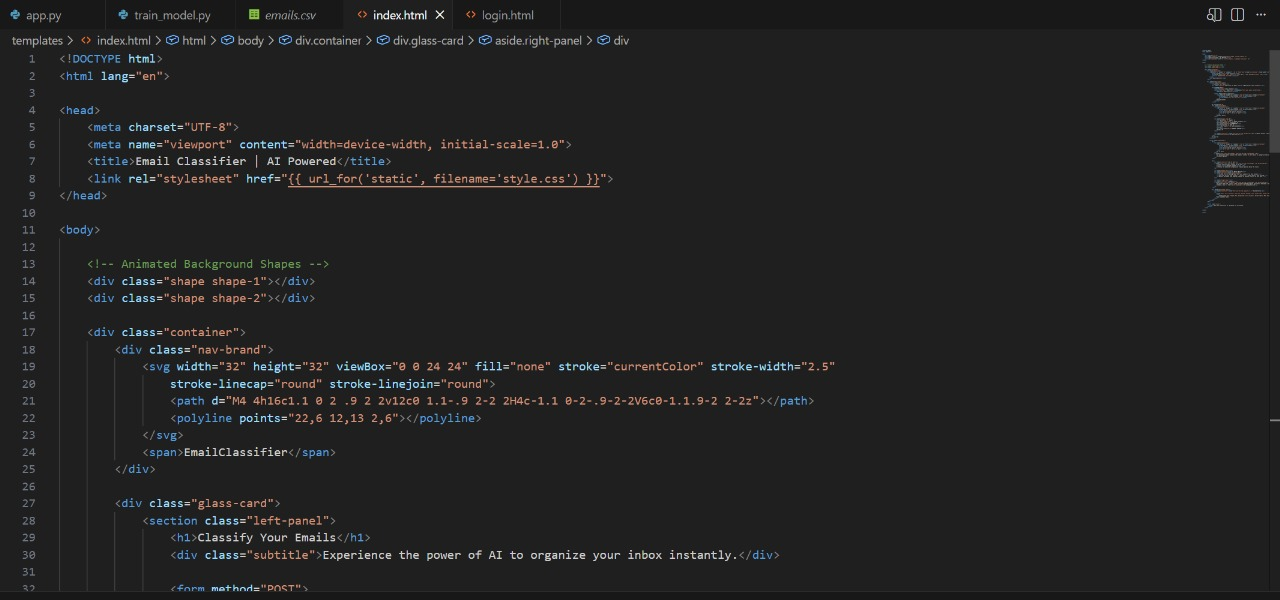 app.py train_model.py emails.csv index.html login.html
templates > index.html > html > body > div.container > div.glass-card > aside.right-panel > div
1 <!DOCTYPE html>
2 <html lang="en">
3
4 <head>
5 <meta charset="UTF-8">
6 <meta name="viewport" content="width=device-width, initial-scale=1.0">
7 <title>Email Classifier | AI Powered</title>
8 <link rel="stylesheet" href="{{ url_for('static', filename='style.css') }}">
9 </head>
10
11 <body>
12
13 <!-- Animated Background Shapes -->
14 <div class="shape shape-1"></div>
15 <div class="shape shape-2"></div>
16
17 <div class="container">
18 <div class="nav-brand">
19 <svg width="32" height="32" viewBox="0 0 24 24" fill="none" stroke="currentColor" stroke-width="2.5"
20 stroke-linecap="round" stroke-linejoin="round">
21 <path d="M4 4h16c1.1 0 2 .9 2 2v12c0 1.1-.9 2-2 2H4c-1.1 0-2-.9-2-2V6c0-1.1.9-2 2-2z"></path>
22 <polyline points="22,6 12,13 2,6"></polyline>
23 </svg>
24 <span>EmailClassifier</span>
25 </div>
26
27 <div class="glass-card">
28 <section class="left-panel">
29 <h1>Classify Your Emails</h1>
30 <div class="subtitle">Experience the power of AI to organize your inbox instantly.</div>
31
32 <form method="POST">